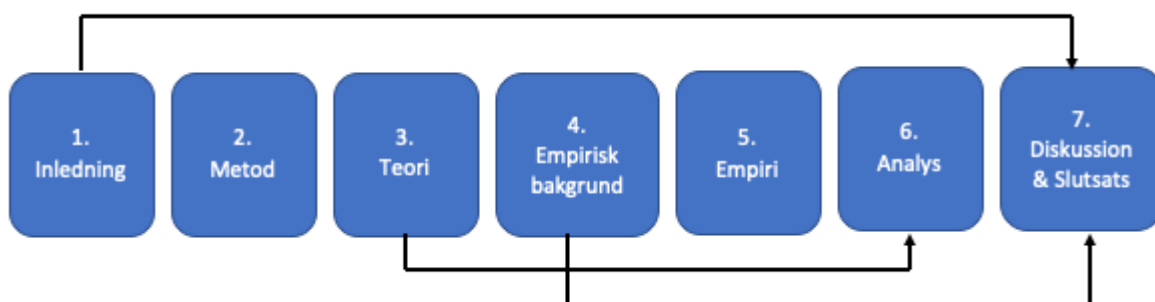 1.
Inledning
2.
Metod
3.
Teori
4.
Empirisk
bakgrund
5.
Empiri
6.
Analys
7.
Diskussion
& Slutsats